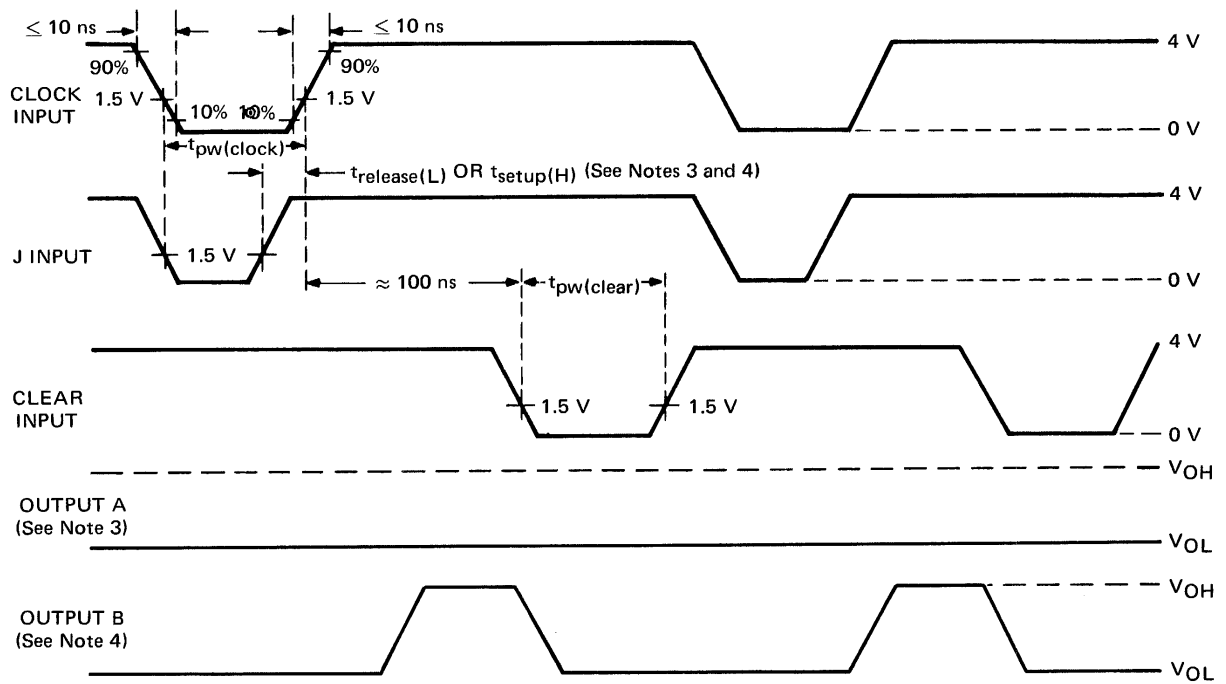 ≤ 10 ns
≤ 10 ns
4 V
90%
90%
CLOCK
INPUT
1.5 V
1.5 V
10%
10%
0 V
tpw(clock)
trelease(L) OR tsetup(H) (See Notes 3 and 4)
4 V
J INPUT
1.5 V
0 V
≈ 100 ns
tpw(clear)
4 V
CLEAR
INPUT
1.5 V
1.5 V
0 V
VOH
OUTPUT A
(See Note 3)
VOL
VOH
OUTPUT B
(See Note 4)
VOL